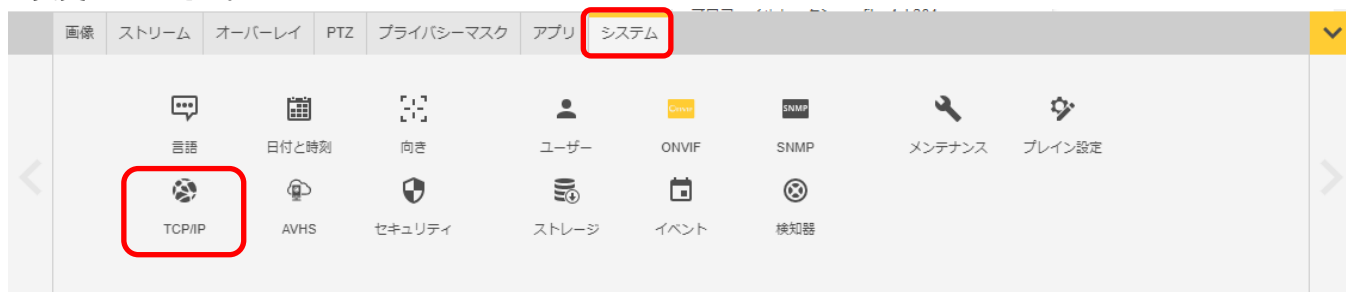 画像 ストリーム オーバーレイ PTZ プライバシーマスク アプリ システム
言語 日付と時刻 向き ユーザー ONVIF SNMP メンテナンス プレイン設定
SNMP
TCP/IP AVHS セキュリティ ストレージ イベント 検知器